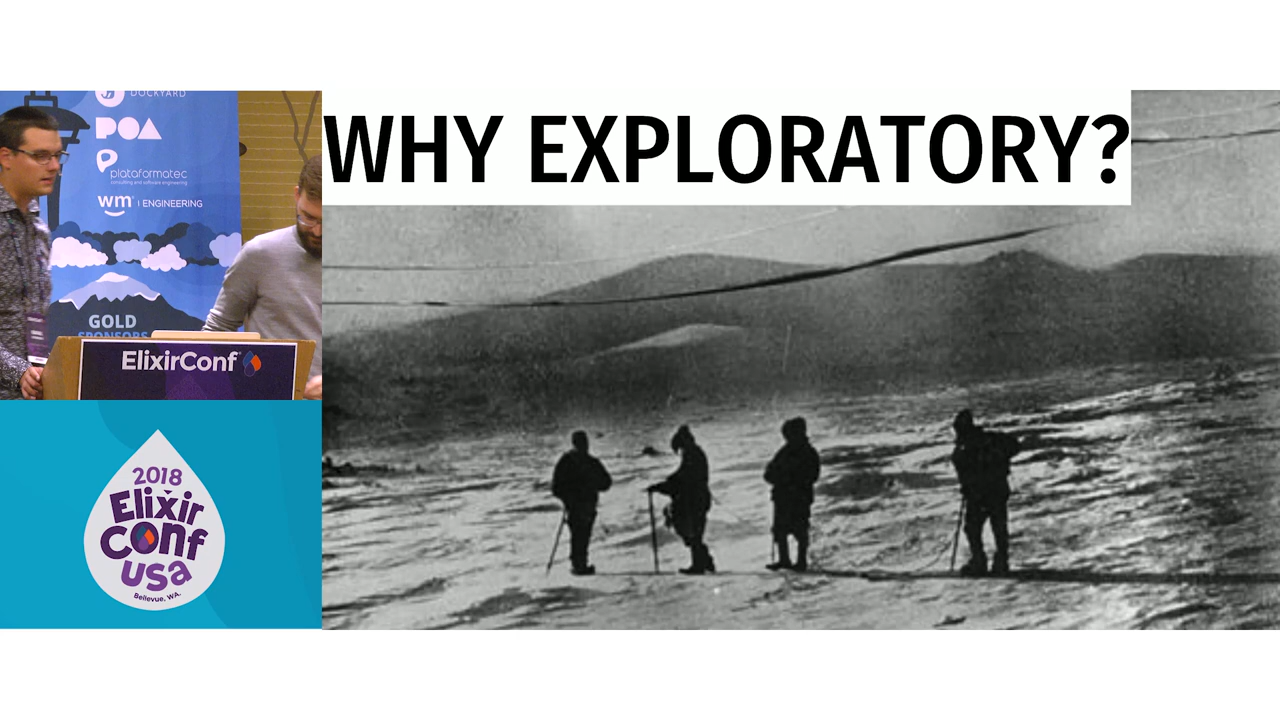 DOCKYARD
POA
plataformatec
consulting and software engineering
wm | ENGINEERING
GOLD
SPONSORS
ElixirConf
WHY EXPLORATORY?
2018
Elixir
Conf
USA
Bellevue, WA.